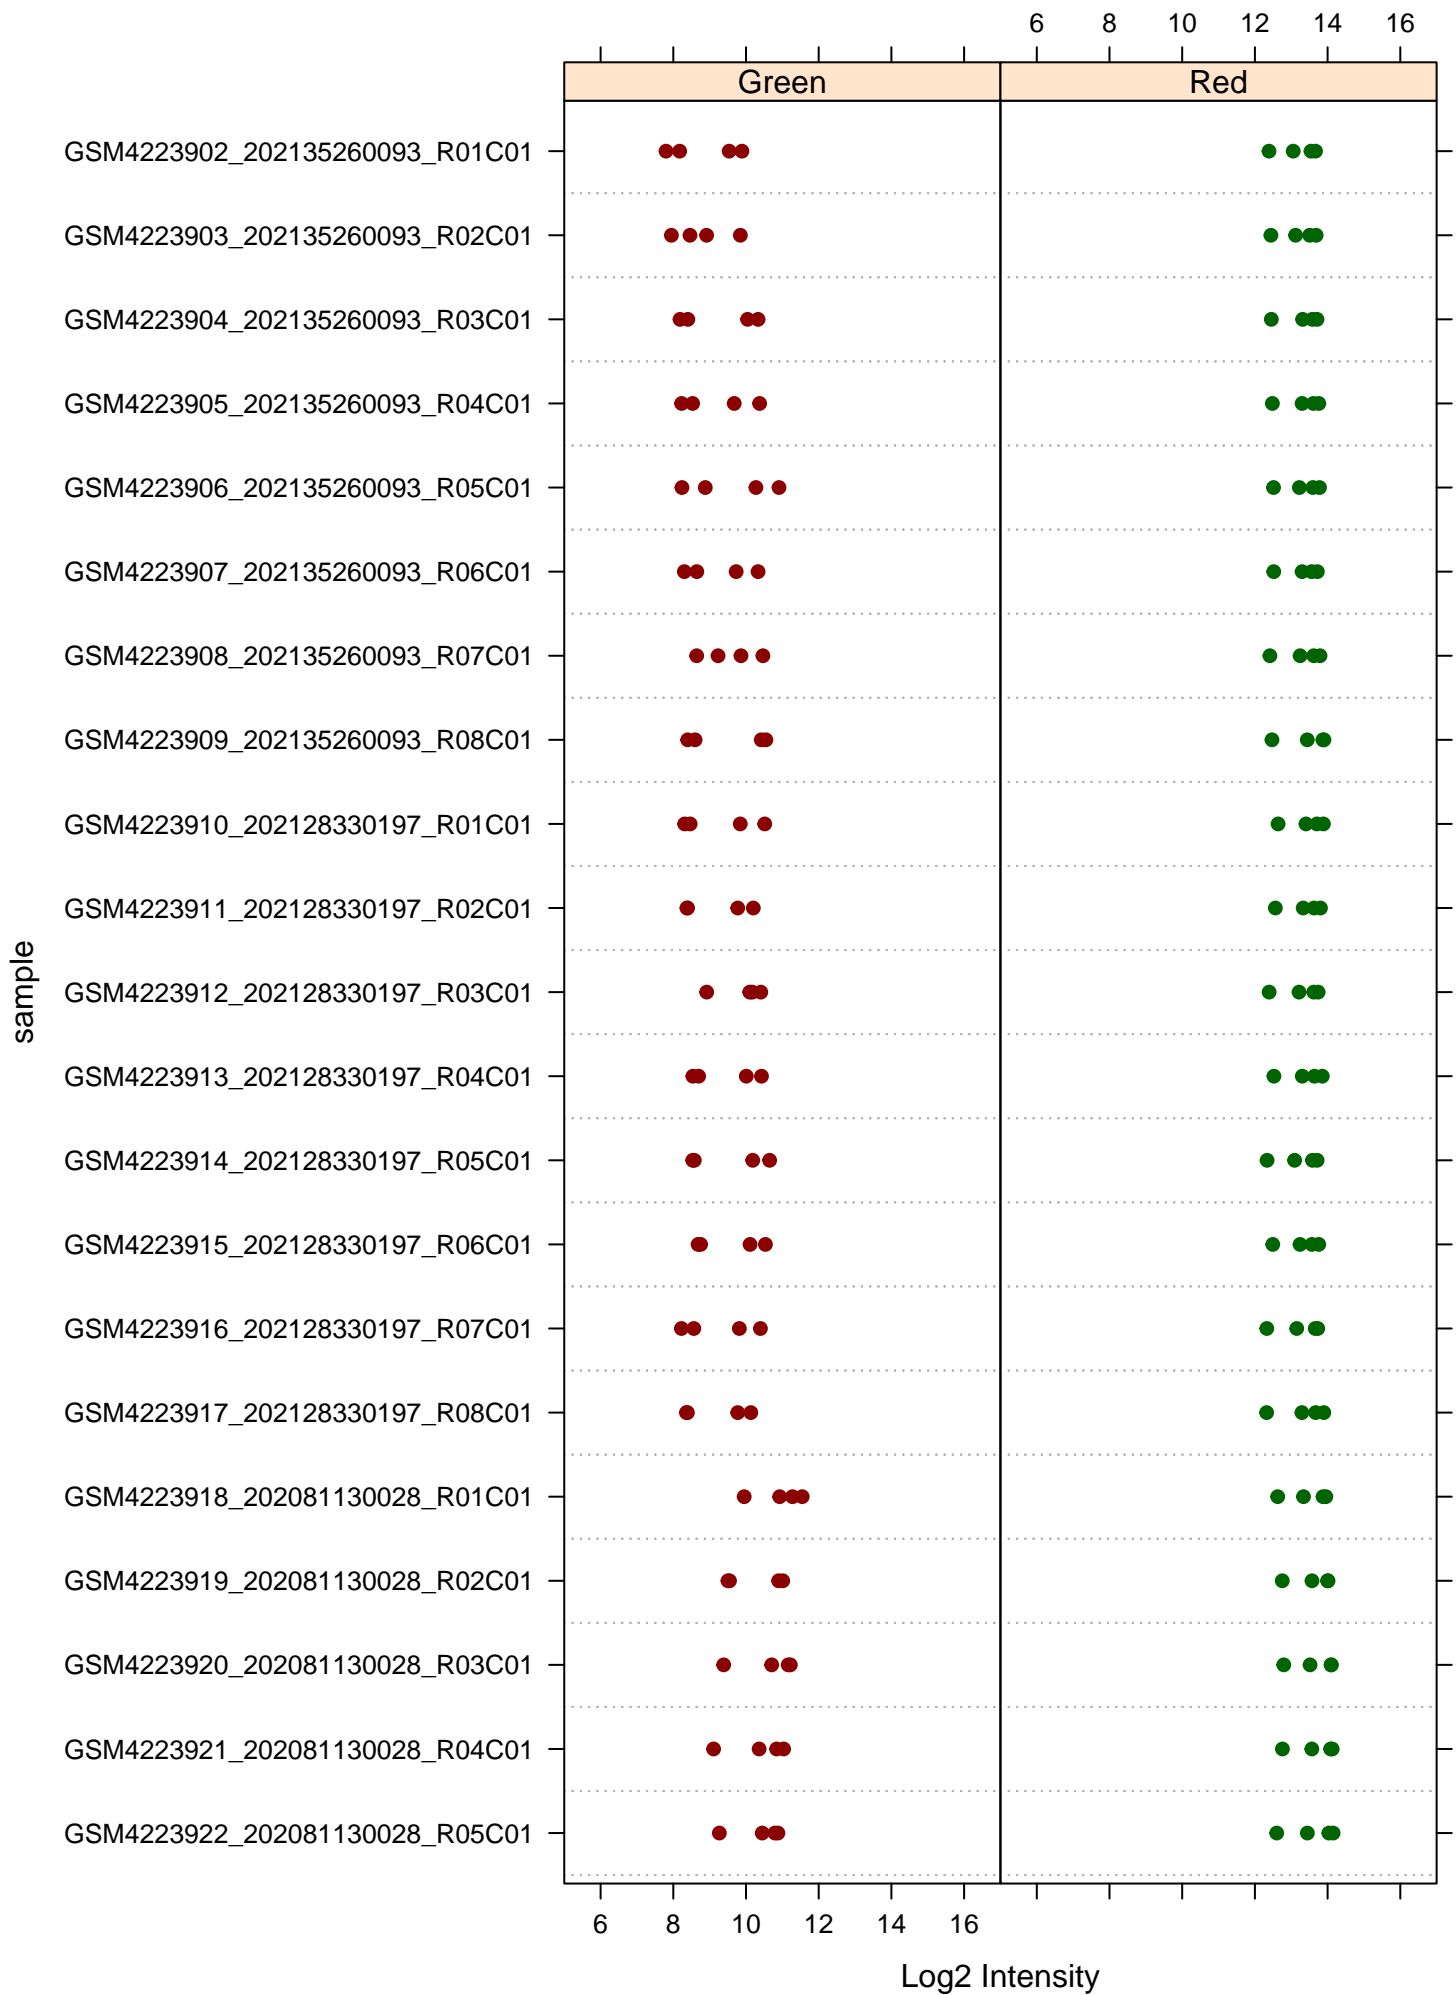 6 8 10 12 14 16
Green Red
GSM4223902_202135260093_R01C01
GSM4223903_202135260093_R02C01
GSM4223904_202135260093_R03C01
GSM4223905_202135260093_R04C01
GSM4223906_202135260093_R05C01
GSM4223907_202135260093_R06C01
GSM4223908_202135260093_R07C01
GSM4223909_202135260093_R08C01
GSM4223910_202128330197_R01C01
GSM4223911_202128330197_R02C01
GSM4223912_202128330197_R03C01
GSM4223913_202128330197_R04C01
GSM4223914_202128330197_R05C01
GSM4223915_202128330197_R06C01
GSM4223916_202128330197_R07C01
GSM4223917_202128330197_R08C01
GSM4223918_202081130028_R01C01
GSM4223919_202081130028_R02C01
GSM4223920_202081130028_R03C01
GSM4223921_202081130028_R04C01
GSM4223922_202081130028_R05C01
sample
6 8 10 12 14 16
Log2 Intensity